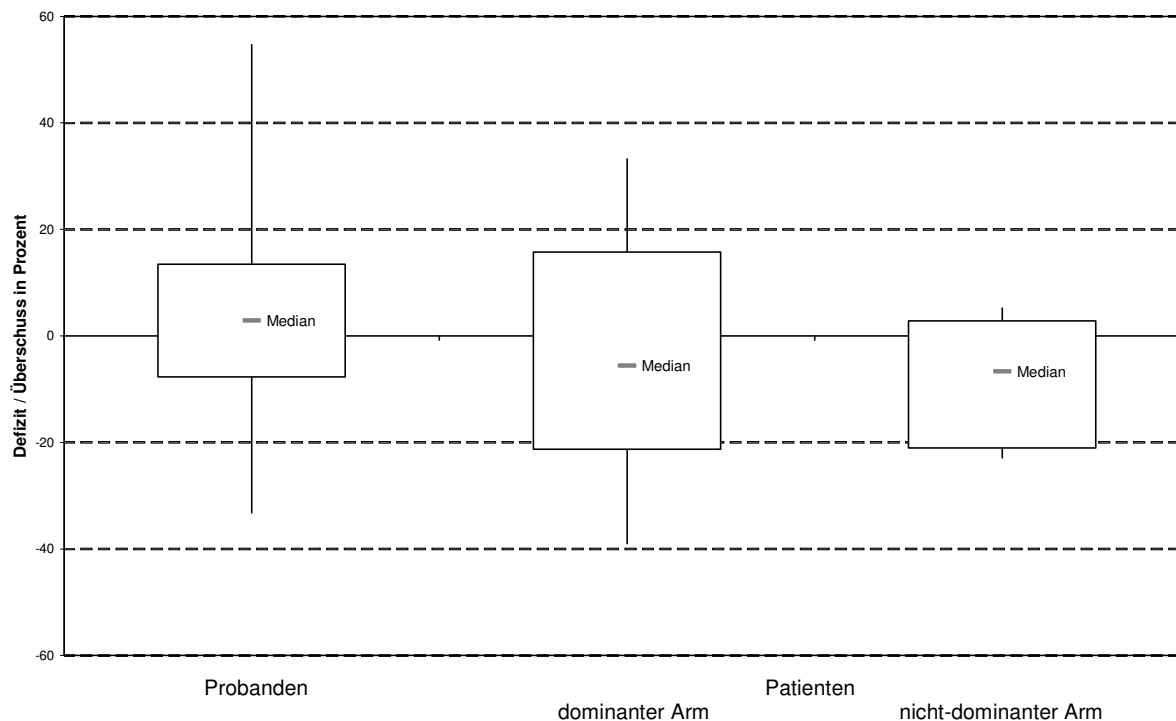 60
40
20
0
-20
-40
-60
Defizit / Überschuss in Prozent
Median
Median
Median
Probanden
Patienten
dominanter Arm
nicht-dominanter Arm